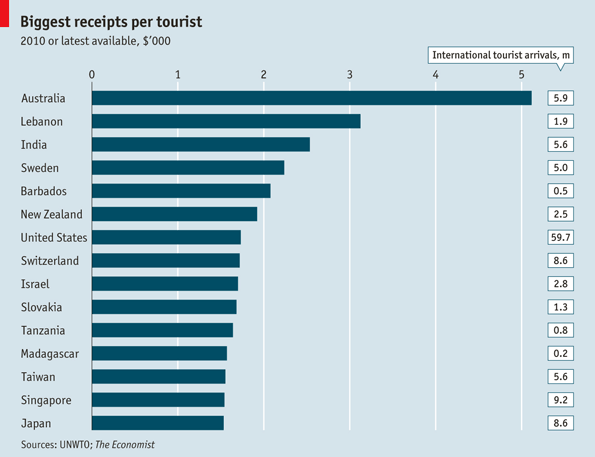 Biggest receipts per tourist
2010 or latest available, $'000
International tourist arrivals, m
0 1 2 3 4 5
Australia 5.9
Lebanon 1.9
India 5.6
Sweden 5.0
Barbados 0.5
New Zealand 2.5
United States 59.7
Switzerland 8.6
Israel 2.8
Slovakia 1.3
Tanzania 0.8
Madagascar 0.2
Taiwan 5.6
Singapore 9.2
Japan 8.6
Sources: UNWTO; The Economist